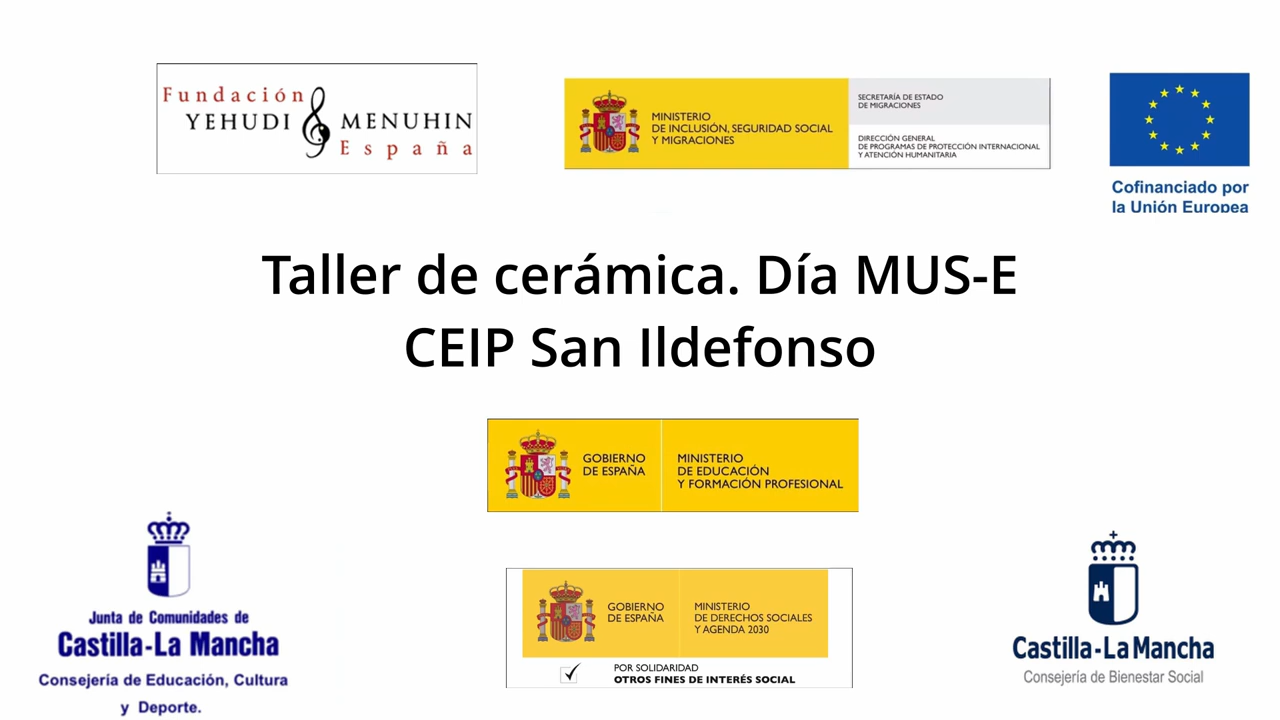 Fundación
YEHUDI MENUHIN
España
MINISTERIO
DE INCLUSIÓN, SEGURIDAD SOCIAL
Y MIGRACIONES
SECRETARÍA DE ESTADO
DE MIGRACIONES
DIRECCIÓN GENERAL
DE PROGRAMAS DE PROTECCIÓN INTERNACIONAL
Y ATENCIÓN HUMANITARIA
Cofinanciado por
la Unión Europea
Taller de cerámica. Día MUS-E
CEIP San Ildefonso
GOBIERNO
DE ESPAÑA
MINISTERIO
DE EDUCACIÓN
Y FORMACIÓN PROFESIONAL
Junta de Comunidades de
Castilla-La Mancha
Consejería de Educación, Cultura
y Deporte.
GOBIERNO
DE ESPAÑA
MINISTERIO
DE DERECHOS SOCIALES
Y AGENDA 2030
POR SOLIDARIDAD
OTROS FINES DE INTERÉS SOCIAL
Castilla-La Mancha
Consejería de Bienestar Social